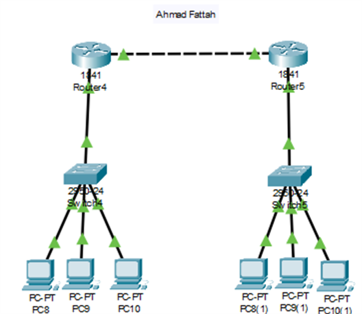 Ahmed Fattah
1841
Router4
1841
Router5
2950-24
Switch4
2950-24
Switch5
PC-PT
PC8
PC-PT
PC9
PC-PT
PC10
PC-PT
PC8(1)
PC-PT
PC9(1)
PC-PT
PC10(1)